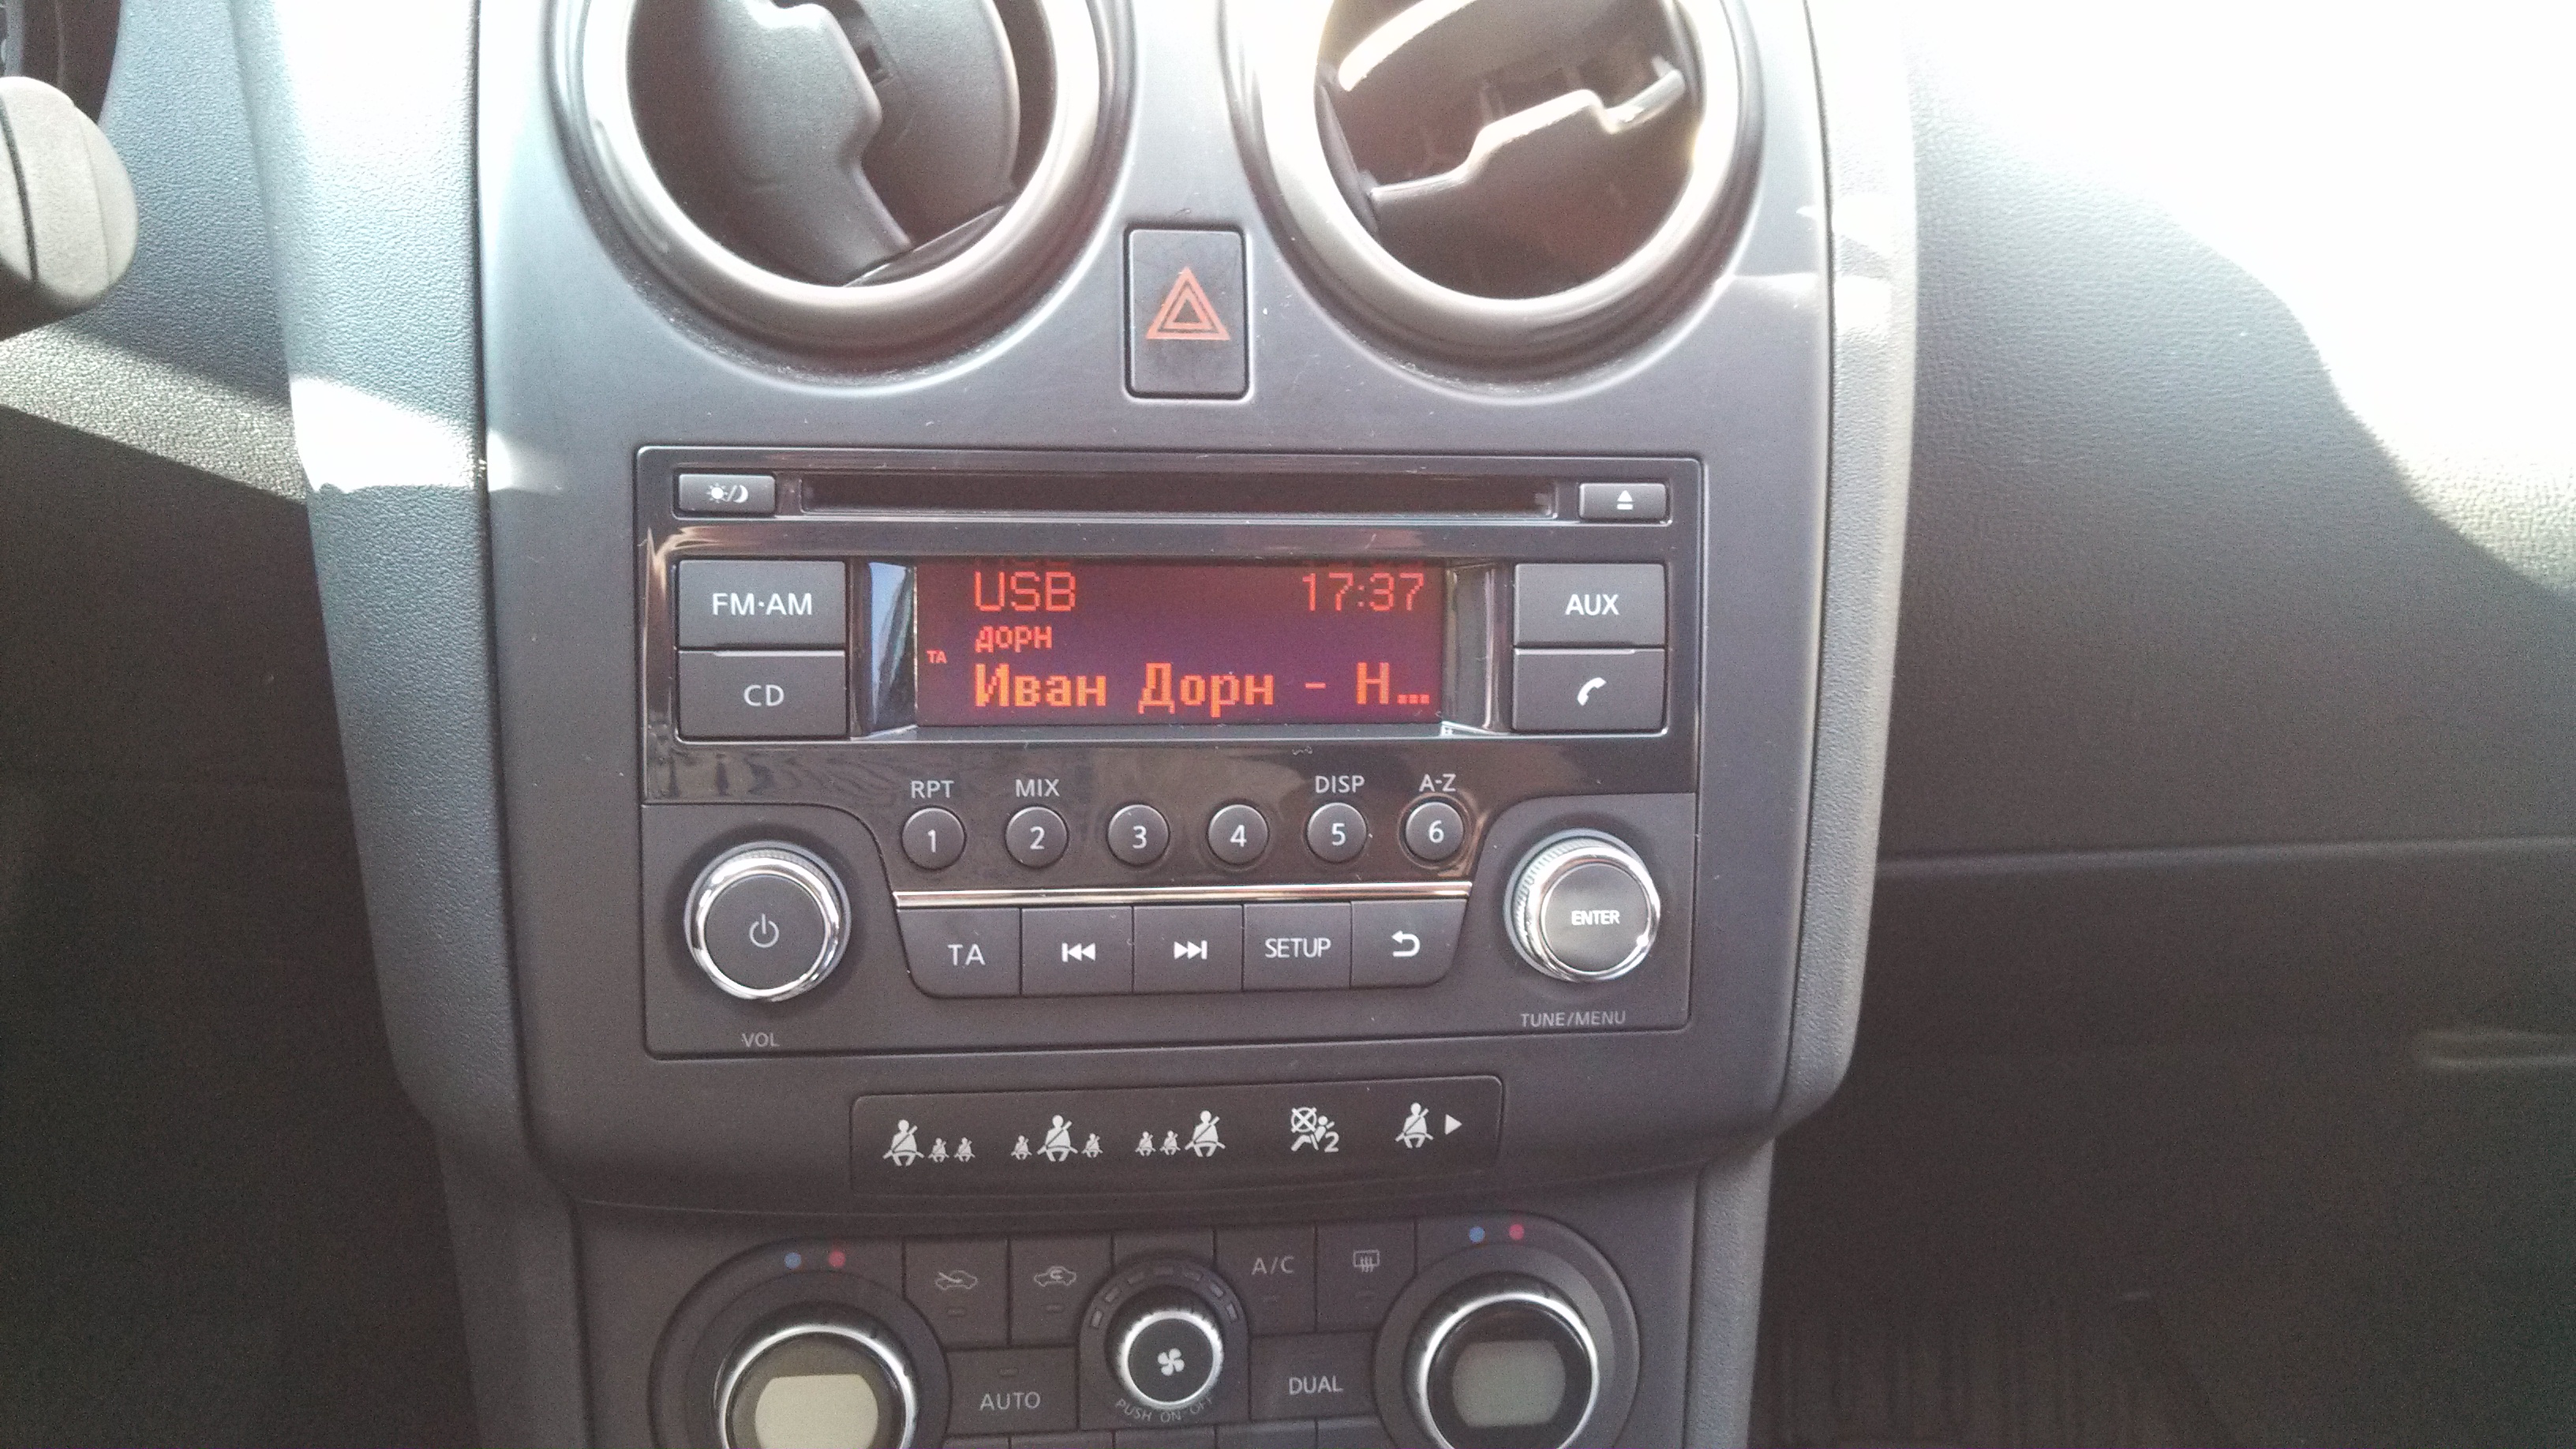 USB 17:37
дорн
TA
Иван Дорн - Н...
FM·AM
AUX
CD
RPT MIX DISP A-Z
1 2 3 4 5 6
TA SETUP
ENTER
VOL
TUNE/MENU
2
A/C
AUTO
DUAL
PUSH ON·OFF